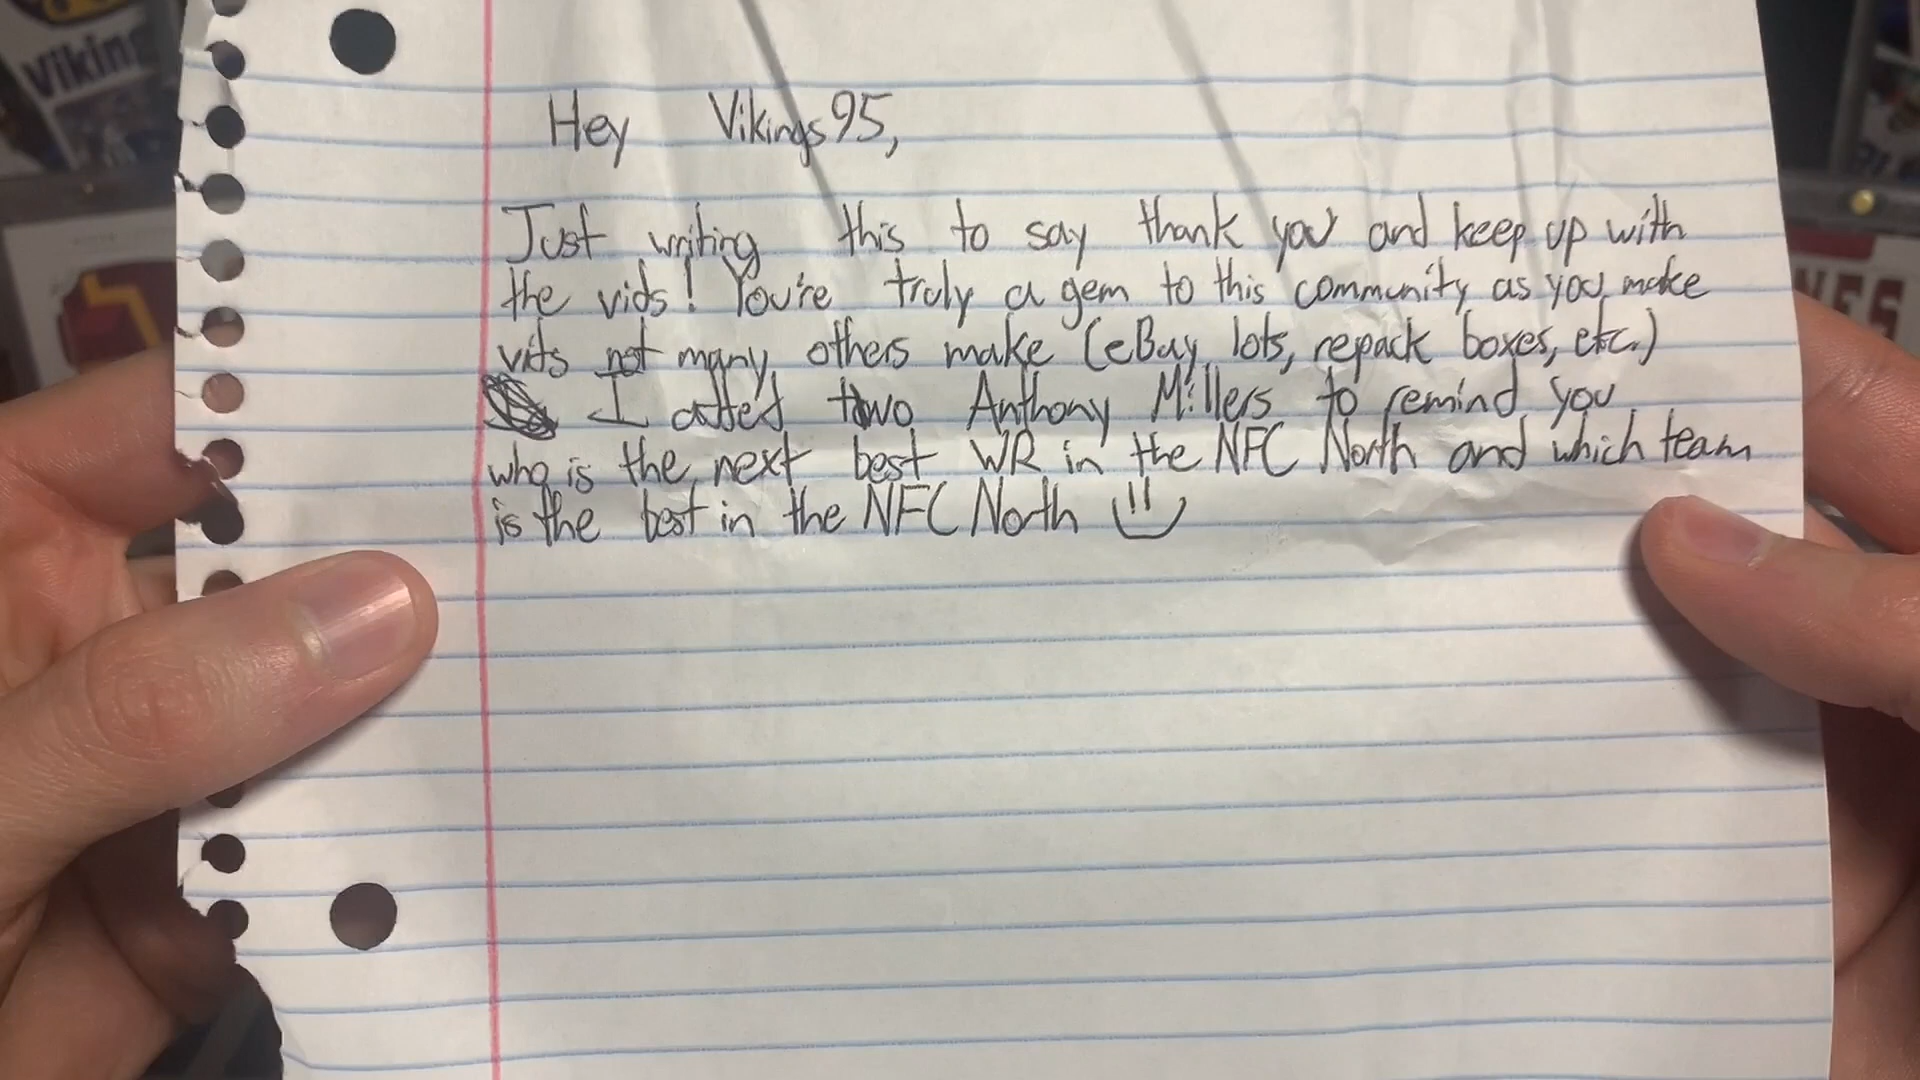 Vikin
Hey Vikings95,
Just writing this to say thank you and keep up with
the vids! You're truly a gem to this community as you make
vids not many others make (eBay lots, repack boxes, etc.)
I added two Anthony Millers to remind you
who is the next best WR in the NFC North and which team
is the best in the NFC North